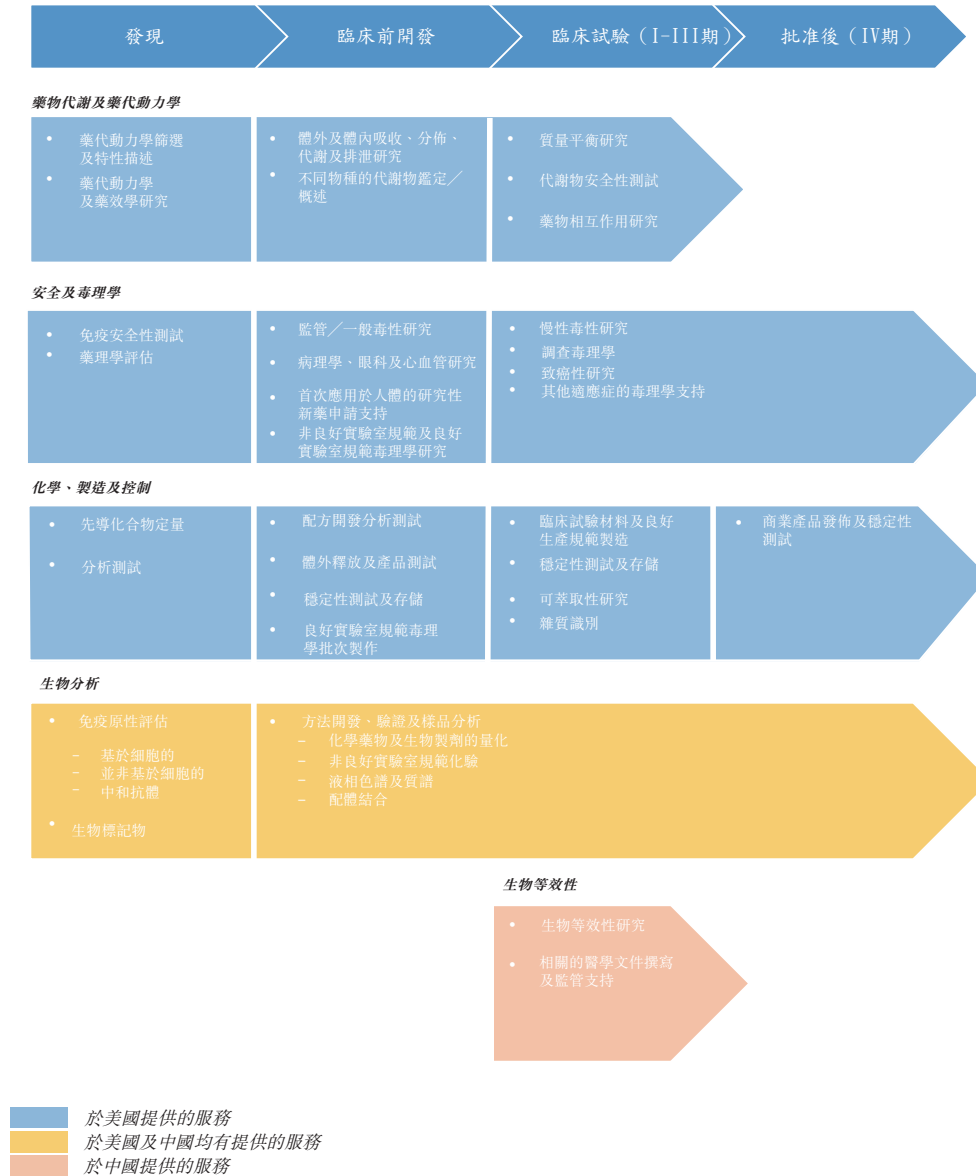 發現
臨床前開發
臨床試驗（I-III期）
批准後（IV期）
藥物代謝及藥代動力學
• 藥代動力學篩選
及特性描述
• 藥代動力學
及藥效學研究
• 體外及體內吸收、分佈、
代謝及排泄研究
• 不同物種的代謝物鑑定／
概述
• 質量平衡研究
• 代謝物安全性測試
• 藥物相互作用研究
安全及毒理學
• 免疫安全性測試
• 藥理學評估
• 監管／一般毒性研究
• 病理學、眼科及心血管研究
• 首次應用於人體的研究性
新藥申請支持
• 非良好實驗室規範及良好
實驗室規範毒理學研究
• 慢性毒性研究
• 調查毒理學
• 致癌性研究
• 其他適應症的毒理學支持
化學、製造及控制
• 先導化合物定量
• 分析測試
• 配方開發分析測試
• 體外釋放及產品測試
• 穩定性測試及存儲
• 良好實驗室規範毒理
學批次製作
• 臨床試驗材料及良好
生產規範製造
• 穩定性測試及存儲
• 可萃取性研究
• 雜質識別
• 商業產品發佈及穩定性
測試
生物分析
• 免疫原性評估
– 基於細胞的
– 並非基於細胞的
– 中和抗體
• 生物標記物
• 方法開發、驗證及樣品分析
– 化學藥物及生物製劑的量化
– 非良好實驗室規範化驗
– 液相色譜及質譜
– 配體結合
生物等效性
• 生物等效性研究
• 相關的醫學文件撰寫
及監管支持
於美國提供的服務
於美國及中國均有提供的服務
於中國提供的服務